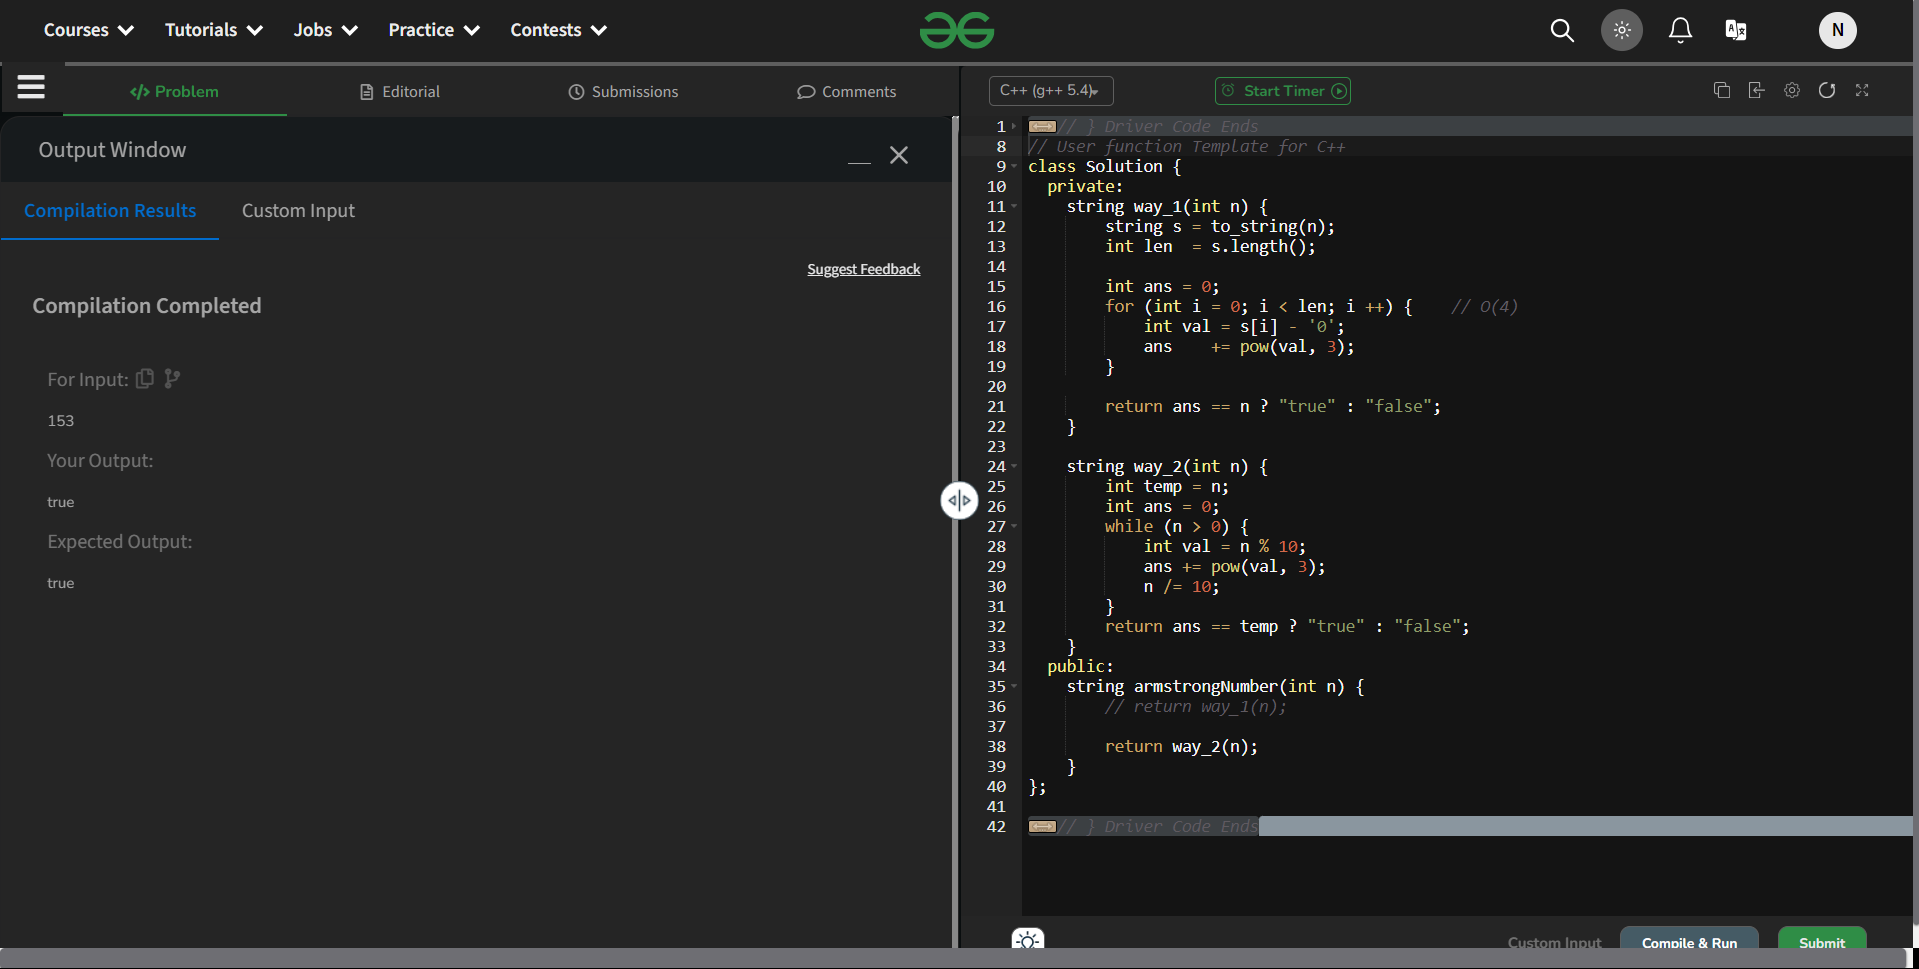 Courses Tutorials Jobs Practice Contests
N
</> Problem Editorial Submissions Comments
C++ (g++ 5.4) Start Timer
Output Window
Compilation Results Custom Input
Suggest Feedback
Compilation Completed
For Input:
153
Your Output:
true
Expected Output:
true
1 // } Driver Code Ends
8 // User function Template for C++
9 class Solution {
10   private:
11     string way_1(int n) {
12         string s = to_string(n);
13         int len  = s.length();
14
15         int ans = 0;
16         for (int i = 0; i < len; i ++) {    // O(4)
17             int val = s[i] - '0';
18             ans    += pow(val, 3);
19         }
20
21         return ans == n ? "true" : "false";
22     }
23
24     string way_2(int n) {
25         int temp = n;
26         int ans = 0;
27         while (n > 0) {
28             int val = n % 10;
29             ans += pow(val, 3);
30             n /= 10;
31         }
32         return ans == temp ? "true" : "false";
33     }
34   public:
35     string armstrongNumber(int n) {
36         // return way_1(n);
37
38         return way_2(n);
39     }
40 };
41
42 // } Driver Code Ends
Custom Input Compile & Run Submit